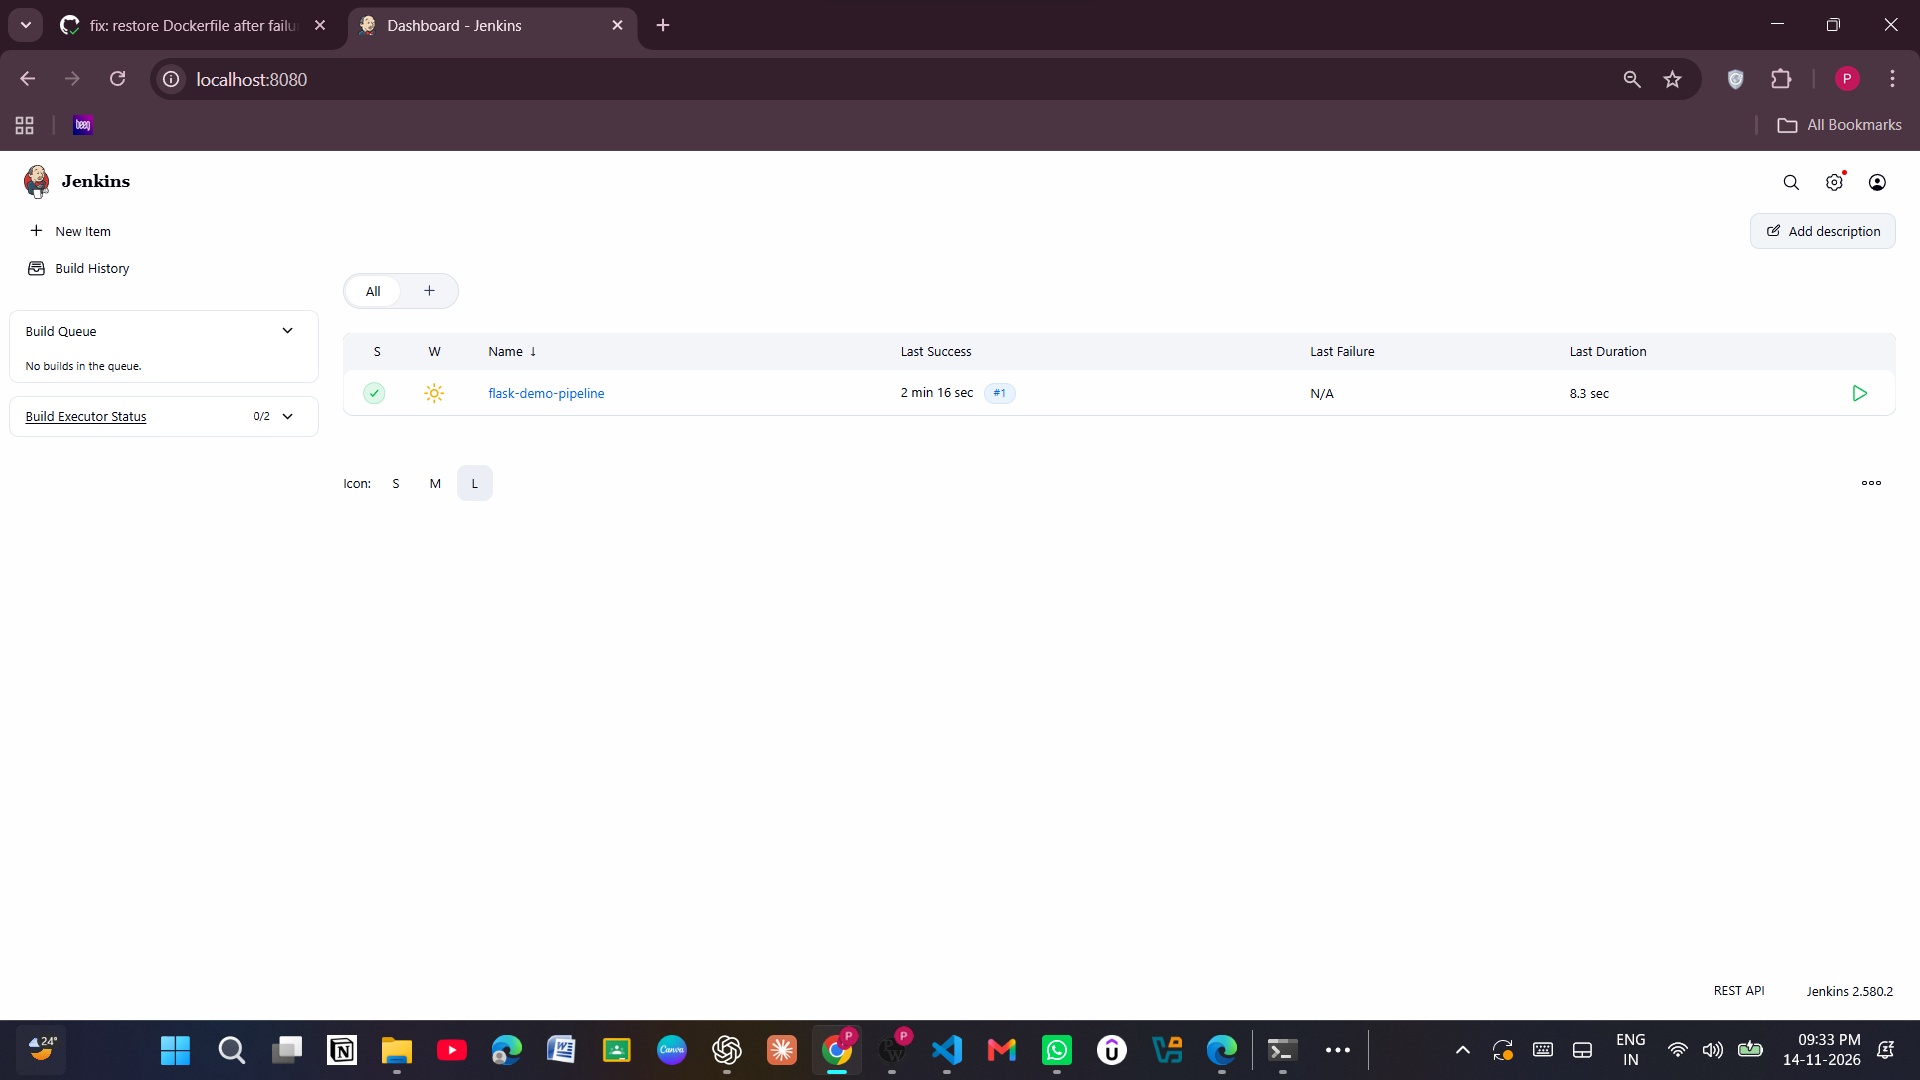 fix: restore Dockerfile after failu
Dashboard - Jenkins
localhost:8080
P
beeg
All Bookmarks
Jenkins
New Item
Add description
Build History
All
Build Queue
No builds in the queue.
Build Executor Status 0/2
S W Name ↓ Last Success Last Failure Last Duration
flask-demo-pipeline 2 min 16 sec #1 N/A 8.3 sec
Icon: S M L
REST API Jenkins 2.580.2
24°
Canva
P
P
ENG
IN
09:33 PM
14-11-2026